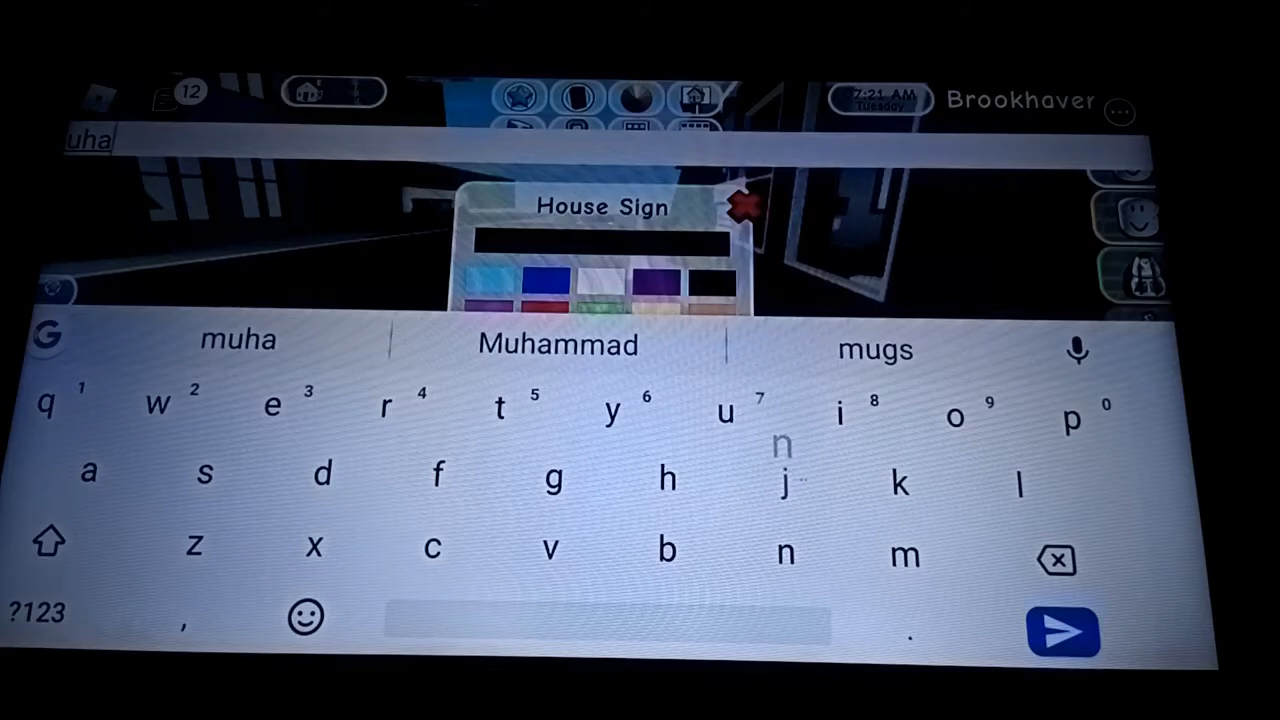 12
7:21 AM
Tuesday
Brookhaver
uha
House Sign
G
muha Muhammad mugs
q 1 w 2 e 3 r 4 t 5 y 6 u 7 i 8 o 9 p 0
n
a s d f g h j k l
z x c v b n m
?123 , .